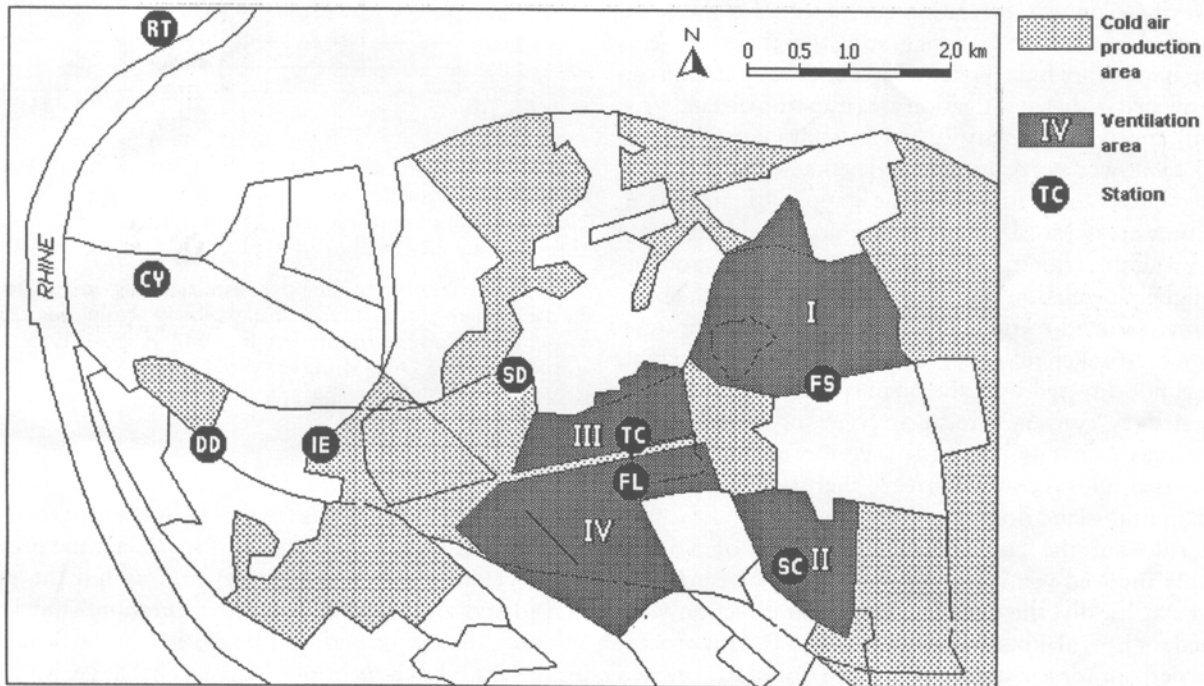 RT
N
0 0.5 1.0 2.0 km
Cold air
production
area
IV Ventilation
area
TC Station
RHINE
CY
I
SD
FS
DD
IE
III
TC
FL
IV
SC
II